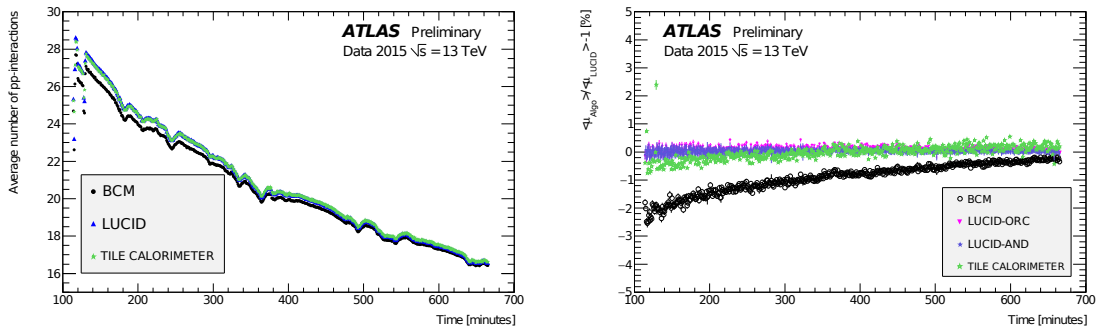 Average number of pp-interactions
30
28
26
24
22
20
18
16
ATLAS Preliminary
Data 2015 √s = 13 TeV
BCM
LUCID
TILE CALORIMETER
100 200 300 400 500 600 700
Time [minutes]
<μAlgo>/<μLUCID>-1 [%]
5
4
3
2
1
0
−1
−2
−3
−4
−5
ATLAS Preliminary
Data 2015 √s = 13 TeV
BCM
LUCID-ORC
LUCID-AND
TILE CALORIMETER
100 200 300 400 500 600 700
Time [minutes]